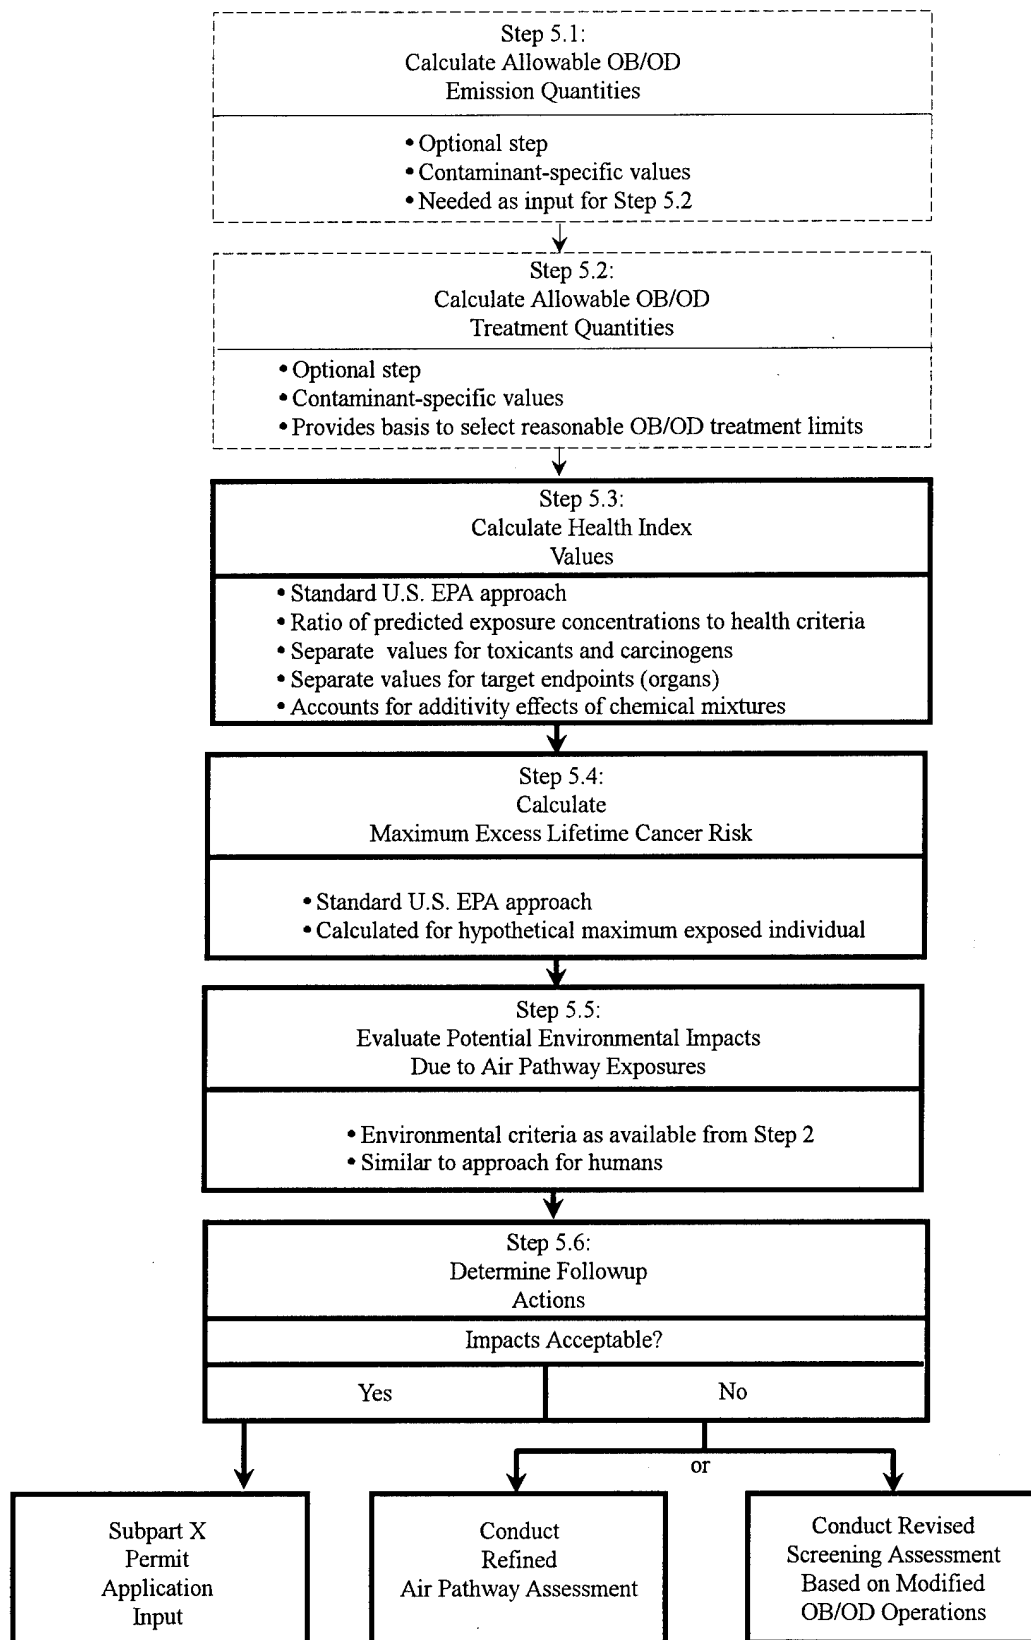 Step 5.1:
Calculate Allowable OB/OD
Emission Quantities
• Optional step
• Contaminant-specific values
• Needed as input for Step 5.2
Step 5.2:
Calculate Allowable OB/OD
Treatment Quantities
• Optional step
• Contaminant-specific values
• Provides basis to select reasonable OB/OD treatment limits
Step 5.3:
Calculate Health Index
Values
• Standard U.S. EPA approach
• Ratio of predicted exposure concentrations to health criteria
• Separate values for toxicants and carcinogens
• Separate values for target endpoints (organs)
• Accounts for additivity effects of chemical mixtures
Step 5.4:
Calculate
Maximum Excess Lifetime Cancer Risk
• Standard U.S. EPA approach
• Calculated for hypothetical maximum exposed individual
Step 5.5:
Evaluate Potential Environmental Impacts
Due to Air Pathway Exposures
• Environmental criteria as available from Step 2
• Similar to approach for humans
Step 5.6:
Determine Followup
Actions
Impacts Acceptable?
Yes
No
or
Subpart X
Permit
Application
Input
Conduct
Refined
Air Pathway Assessment
Conduct Revised
Screening Assessment
Based on Modified
OB/OD Operations